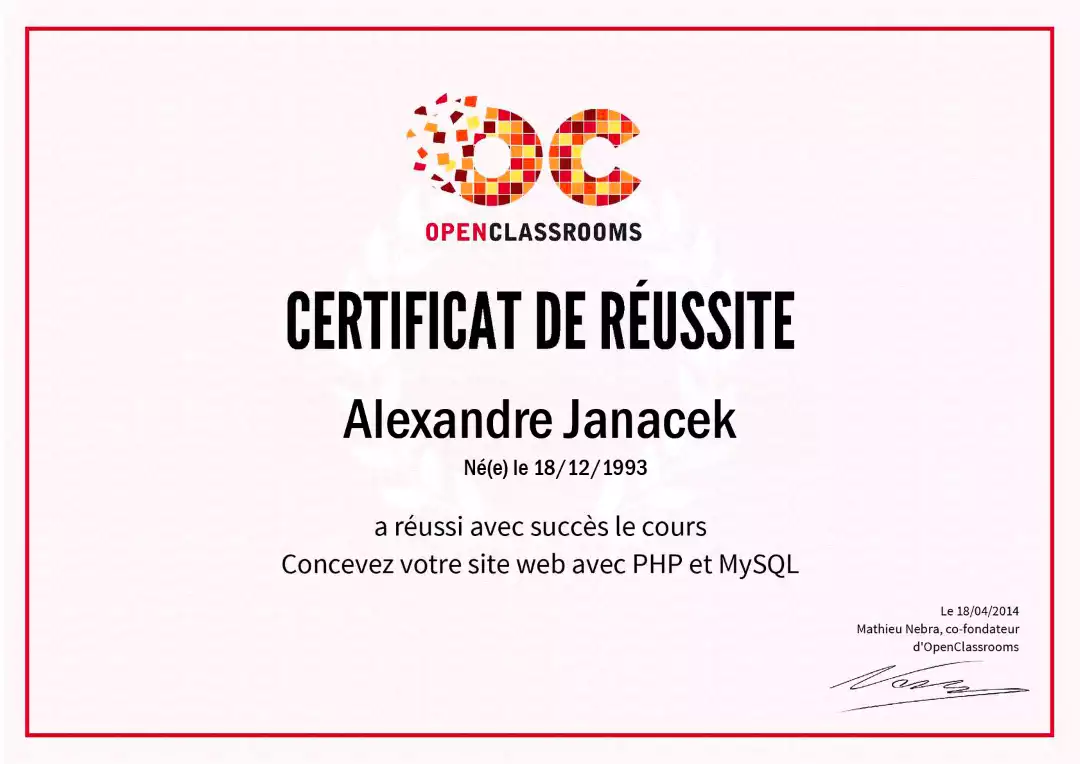 OC
OPENCLASSROOMS
CERTIFICAT DE RÉUSSITE
Alexandre Janacek
Né(e) le 18/12/1993
a réussi avec succès le cours
Concevez votre site web avec PHP et MySQL
Le 18/04/2014
Mathieu Nebra, co-fondateur
d'OpenClassrooms